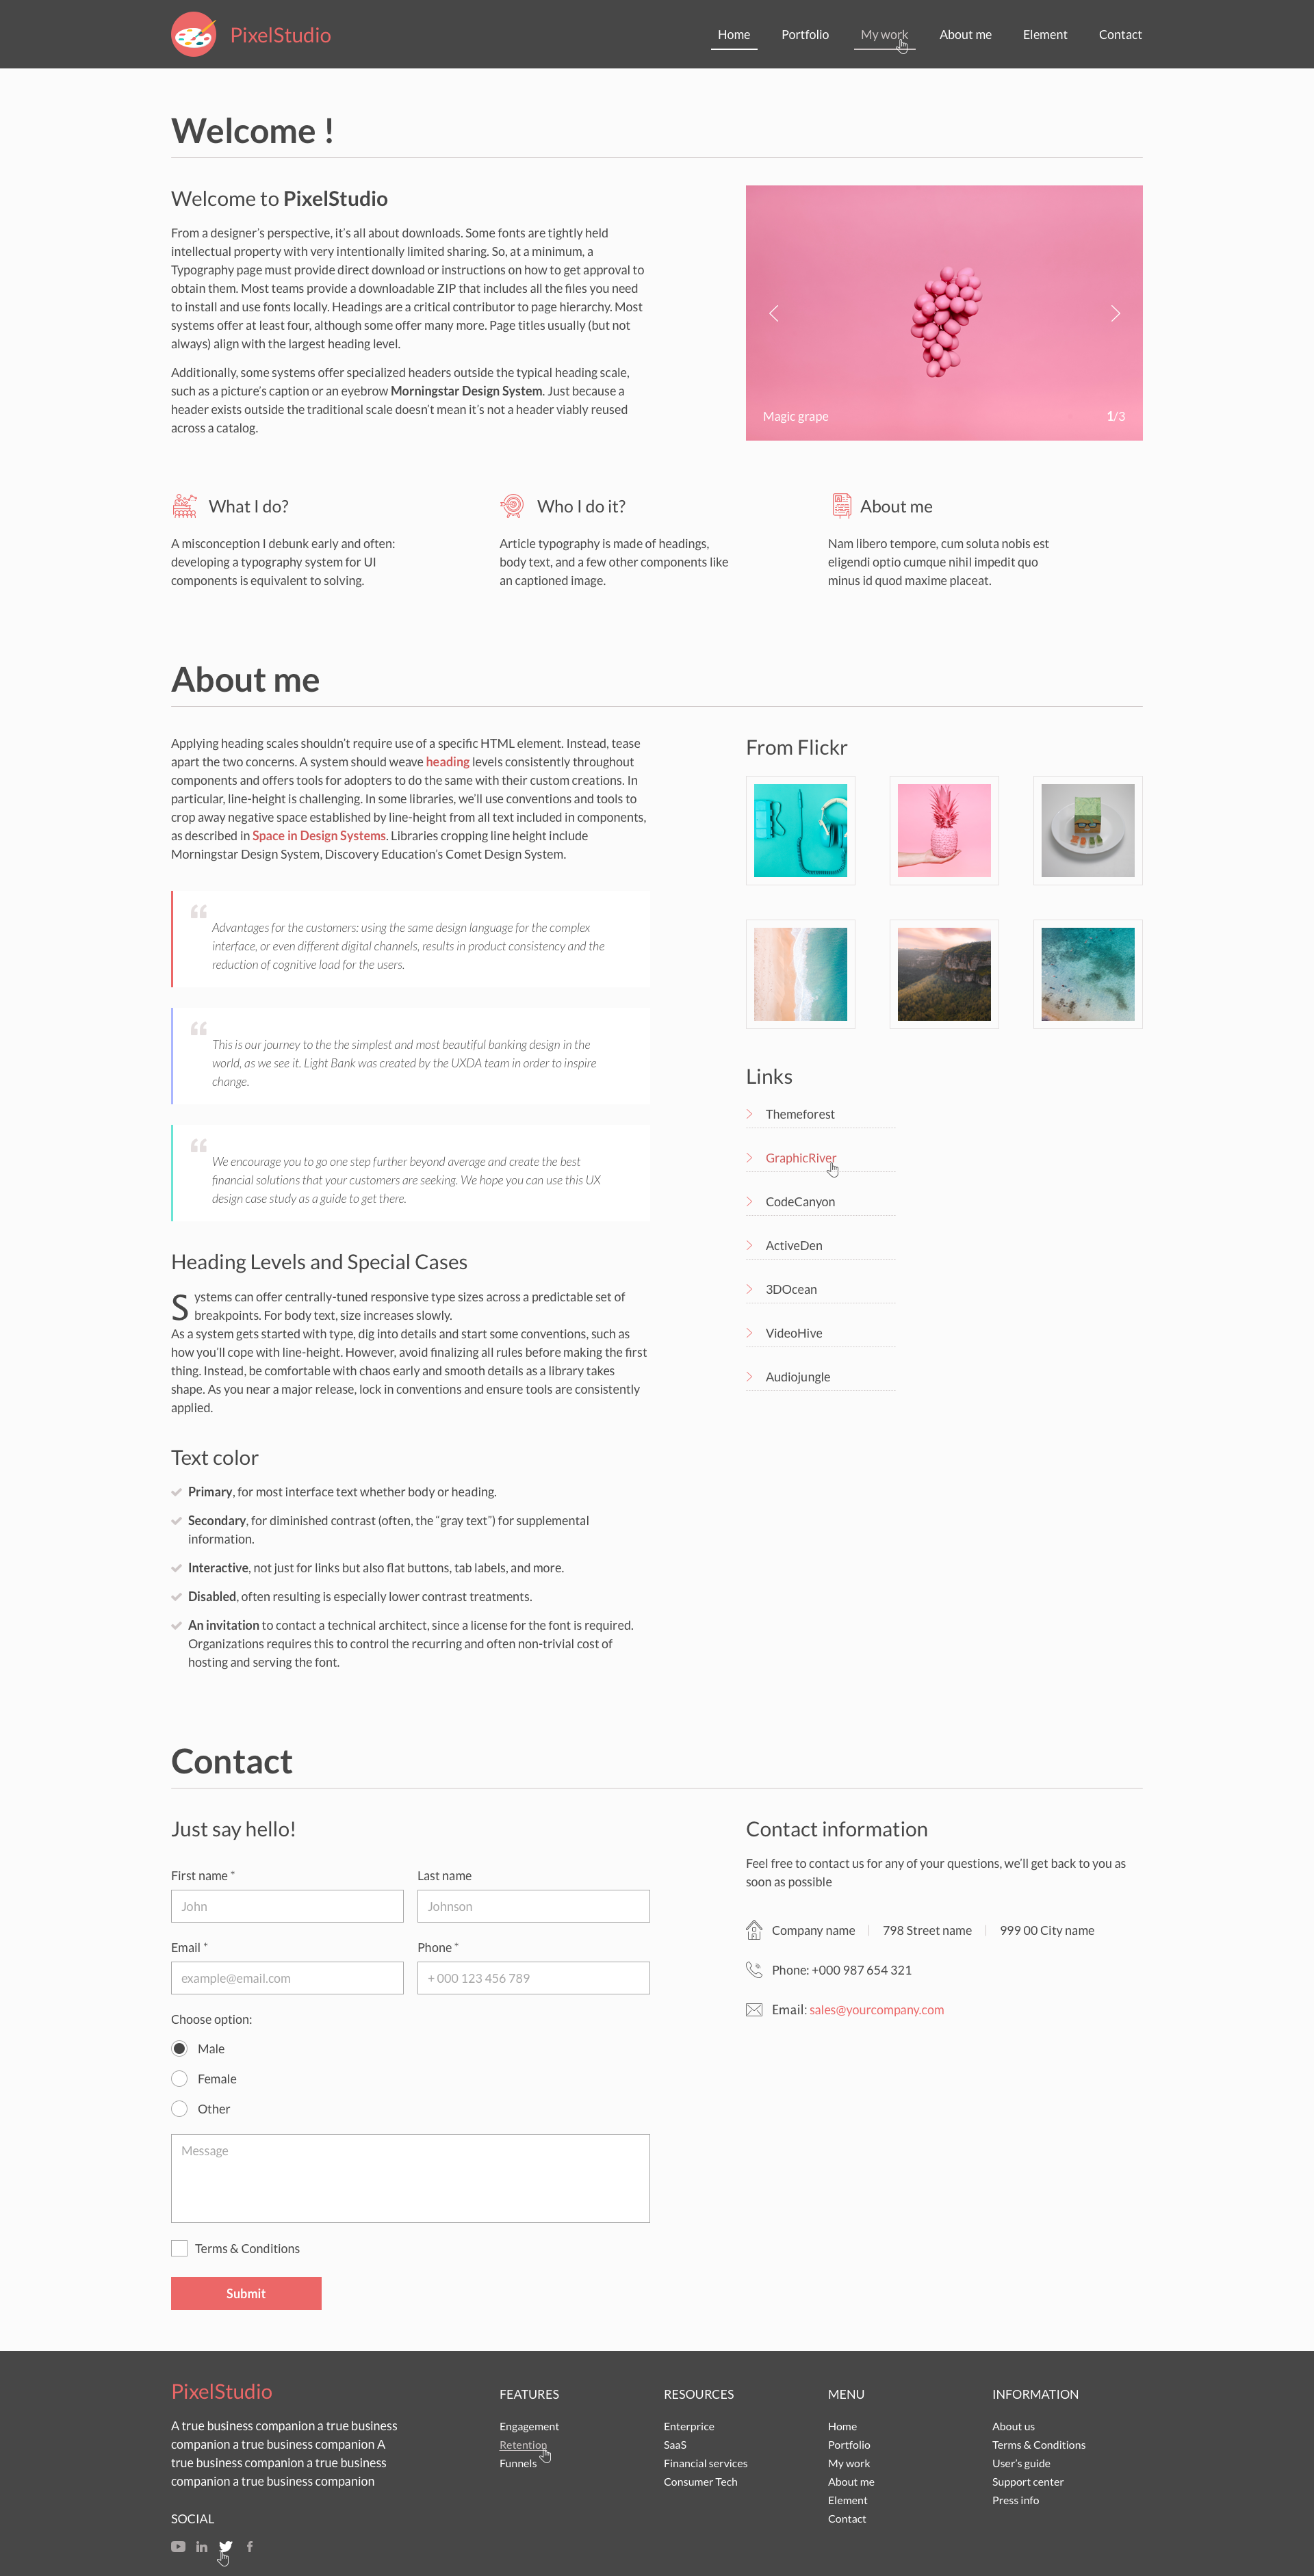 PixelStudio
Home Portfolio My work About me Element Contact
Welcome !
Welcome to PixelStudio
From a designer's perspective, it's all about downloads. Some fonts are tightly held
intellectual property with very intentionally limited sharing. So, at a minimum, a
Typography page must provide direct download or instructions on how to get approval to
obtain them. Most teams provide a downloadable ZIP that includes all the files you need
to install and use fonts locally. Headings are a critical contributor to page hierarchy. Most
systems offer at least four, although some offer many more. Page titles usually (but not
always) align with the largest heading level.
Additionally, some systems offer specialized headers outside the typical heading scale,
such as a picture's caption or an eyebrow Morningstar Design System. Just because a
header exists outside the traditional scale doesn't mean it's not a header viably reused
across a catalog.
Magic grape
1/3
What I do?
A misconception I debunk early and often:
developing a typography system for UI
components is equivalent to solving.
Who I do it?
Article typography is made of headings,
body text, and a few other components like
an captioned image.
About me
Nam libero tempore, cum soluta nobis est
eligendi optio cumque nihil impedit quo
minus id quod maxime placeat.
About me
Applying heading scales shouldn't require use of a specific HTML element. Instead, tease
apart the two concerns. A system should weave heading levels consistently throughout
components and offers tools for adopters to do the same with their custom creations. In
particular, line-height is challenging. In some libraries, we'll use conventions and tools to
crop away negative space established by line-height from all text included in components,
as described in Space in Design Systems. Libraries cropping line height include
Morningstar Design System, Discovery Education's Comet Design System.
“
Advantages for the customers: using the same design language for the complex
interface, or even different digital channels, results in product consistency and the
reduction of cognitive load for the users.
“
This is our journey to the the simplest and most beautiful banking design in the
world, as we see it. Light Bank was created by the UXDA team in order to inspire
change.
“
We encourage you to go one step further beyond average and create the best
financial solutions that your customers are seeking. We hope you can use this UX
design case study as a guide to get there.
Heading Levels and Special Cases
Systems can offer centrally-tuned responsive type sizes across a predictable set of
breakpoints. For body text, size increases slowly.
As a system gets started with type, dig into details and start some conventions, such as
how you'll cope with line-height. However, avoid finalizing all rules before making the first
thing. Instead, be comfortable with chaos early and smooth details as a library takes
shape. As you near a major release, lock in conventions and ensure tools are consistently
applied.
Text color
Primary, for most interface text whether body or heading.
Secondary, for diminished contrast (often, the “gray text”) for supplemental
information.
Interactive, not just for links but also flat buttons, tab labels, and more.
Disabled, often resulting is especially lower contrast treatments.
An invitation to contact a technical architect, since a license for the font is required.
Organizations requires this to control the recurring and often non-trivial cost of
hosting and serving the font.
From Flickr
Links
Themeforest
GraphicRiver
CodeCanyon
ActiveDen
3DOcean
VideoHive
Audiojungle
Contact
Just say hello!
First name * Last name
John Johnson
Email * Phone *
example@email.com + 000 123 456 789
Choose option:
Male
Female
Other
Message
Terms & Conditions
Submit
Contact information
Feel free to contact us for any of your questions, we'll get back to you as
soon as possible
Company name | 798 Street name | 999 00 City name
Phone: +000 987 654 321
Email: sales@yourcompany.com
PixelStudio
A true business companion a true business
companion a true business companion A
true business companion a true business
companion a true business companion
SOCIAL
FEATURES
Engagement
Retention
Funnels
RESOURCES
Enterprice
SaaS
Financial services
Consumer Tech
MENU
Home
Portfolio
My work
About me
Element
Contact
INFORMATION
About us
Terms & Conditions
User's guide
Support center
Press info